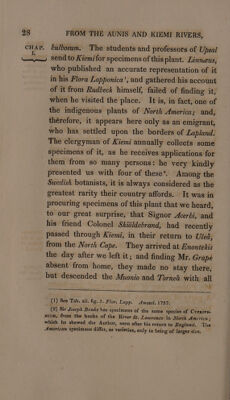 28 FROM THE AUNIS AND KIEMI RIVERS,
CHAP. I.
bulbosum. The students and professors of Upsal
send to Kiemi for specimens of this plant. Linnæus,
who published an accurate representation of it
in his Flora Lapponica¹, and gathered his account
of it from Rudbeck himself, failed of finding it,
when he visited the place. It is, in fact, one of
the indigenous plants of North America; and,
therefore, it appears here only as an emigrant,
who has settled upon the borders of Lapland.
The clergyman of Kiemi annually collects some
specimens of it, as he receives applications for
them from so many persons: he very kindly
presented us with four of these². Among the
Swedish botanists, it is always considered as the
greatest rarity their country affords. It was in
procuring specimens of this plant that we heard,
to our great surprise, that Signor Acerbi, and
his friend Colonel Skiöldebrand, had recently
passed through Kiemi, in their return to Uleå,
from the North Cape. They arrived at Enontekis
the day after we left it; and finding Mr. Grape
absent from home, they made no stay there,
but descended the Muonio and Torneå with all
(1) See Tab. xii. fig. 5. Flor. Lapp. Amstel. 1737.
(2) Sir Joseph Banks has specimens of the same species of
from the banks of the River St. Lawrence in North America;
which he shewed the Author, soon after his return to England. The
American specimens differ, as varieties, only in being of larger size.